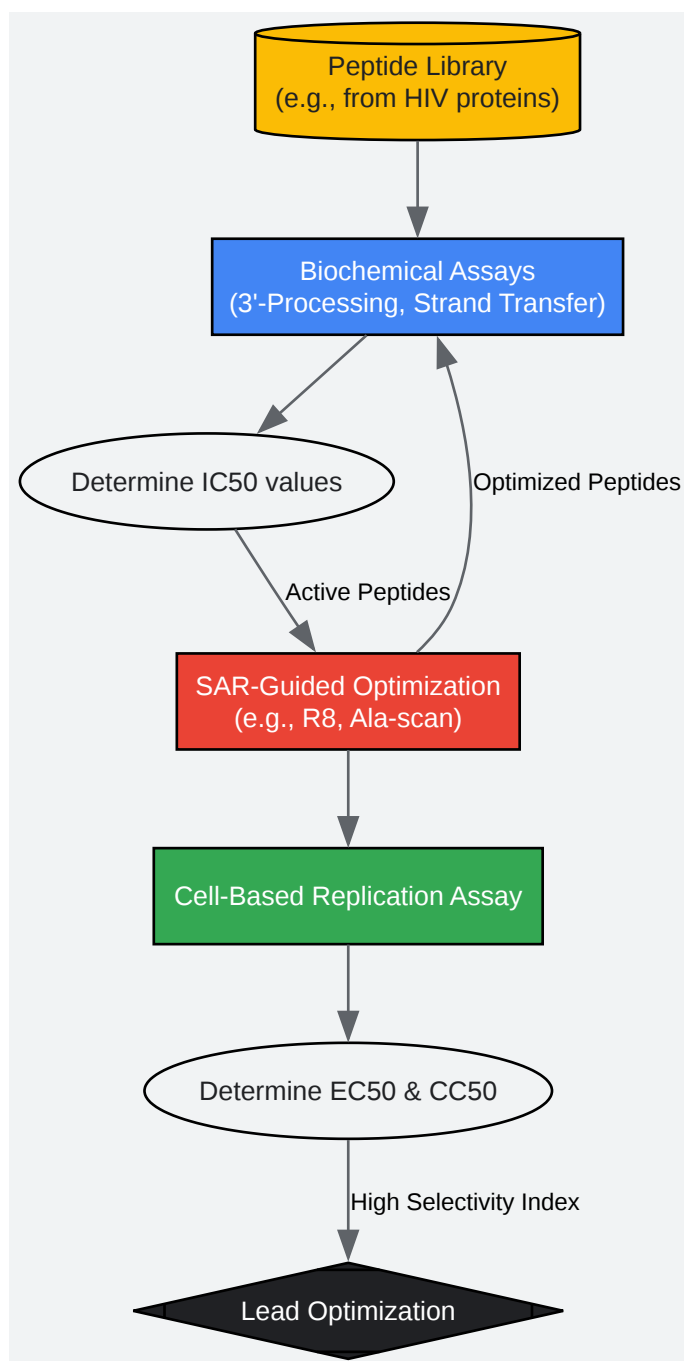 Peptide Library
(e.g., from HIV proteins)
Biochemical Assays
(3'-Processing, Strand Transfer)
Determine IC50 values
Optimized Peptides
Active Peptides
SAR-Guided Optimization
(e.g., R8, Ala-scan)
Cell-Based Replication Assay
Determine EC50 & CC50
High Selectivity Index
Lead Optimization